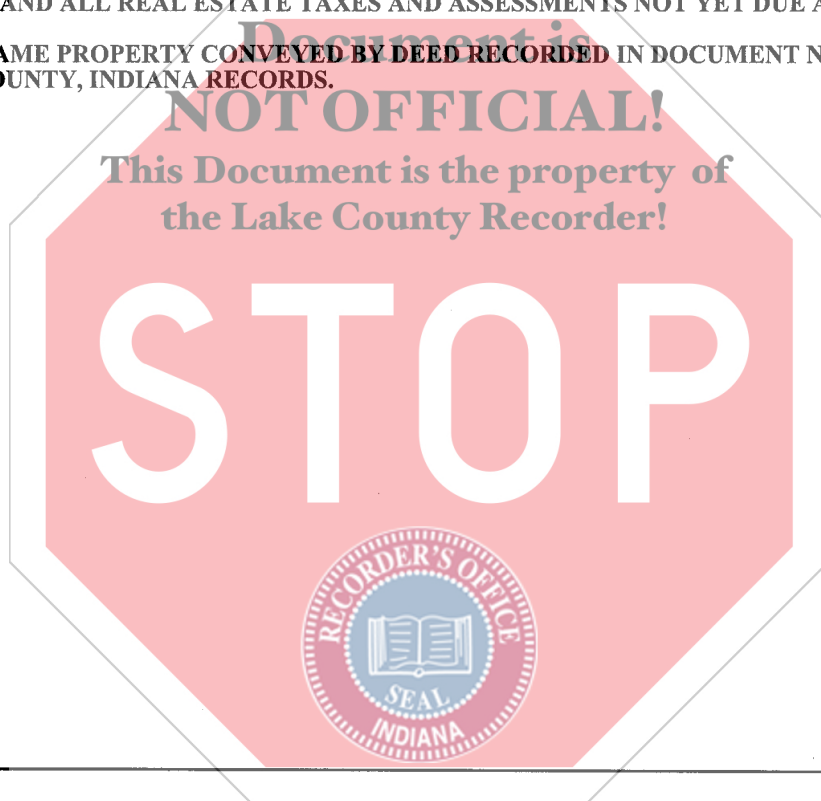 AND ALL REAL ESTATE TAXES AND ASSESSMENTS NOT YET DUE A
Document is
AME PROPERTY CONVEYED BY DEED RECORDED IN DOCUMENT N
OUNTY, INDIANA RECORDS.
NOT OFFICIAL!
This Document is the property of
the Lake County Recorder!
STOP
RECORDER'S OFFICE
SEAL
INDIANA